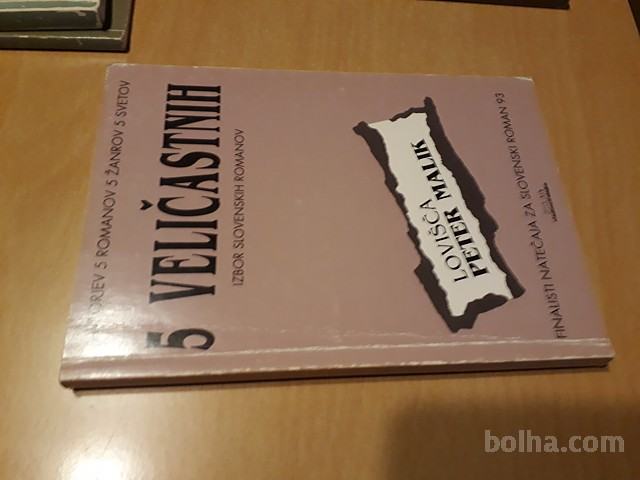 5 ROMANOV 5 ŽANROV 5 SVETOV
5 VELIČASTNIH
IZBOR SLOVENSKIH ROMANOV
LOVIŠČA
PETER MALIK
FINALISTI NATEČAJA ZA SLOVENSKI ROMAN 93
bolha.com